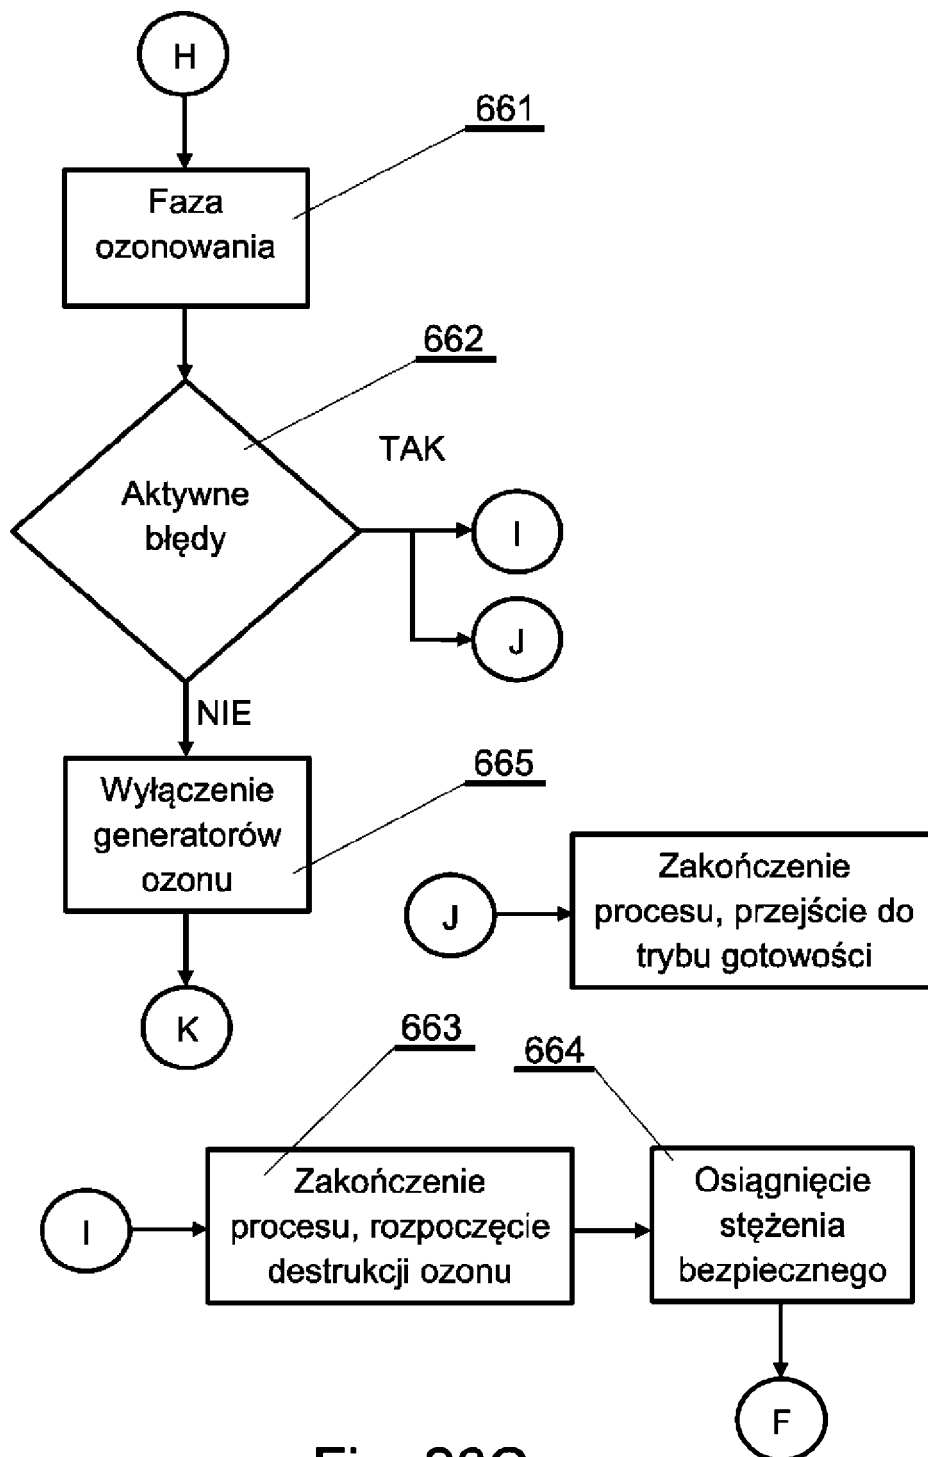 H
661
Faza
ozonowania
662
TAK
Aktywne
błędy
I
J
NIE
665
Wyłączenie
generatorów
ozonu
Zakończenie
procesu, przejście do
trybu gotowości
J
K
663
664
Zakończenie
procesu, rozpoczęcie
destrukcji ozonu
Osiągnięcie
stężenia
bezpiecznego
I
F